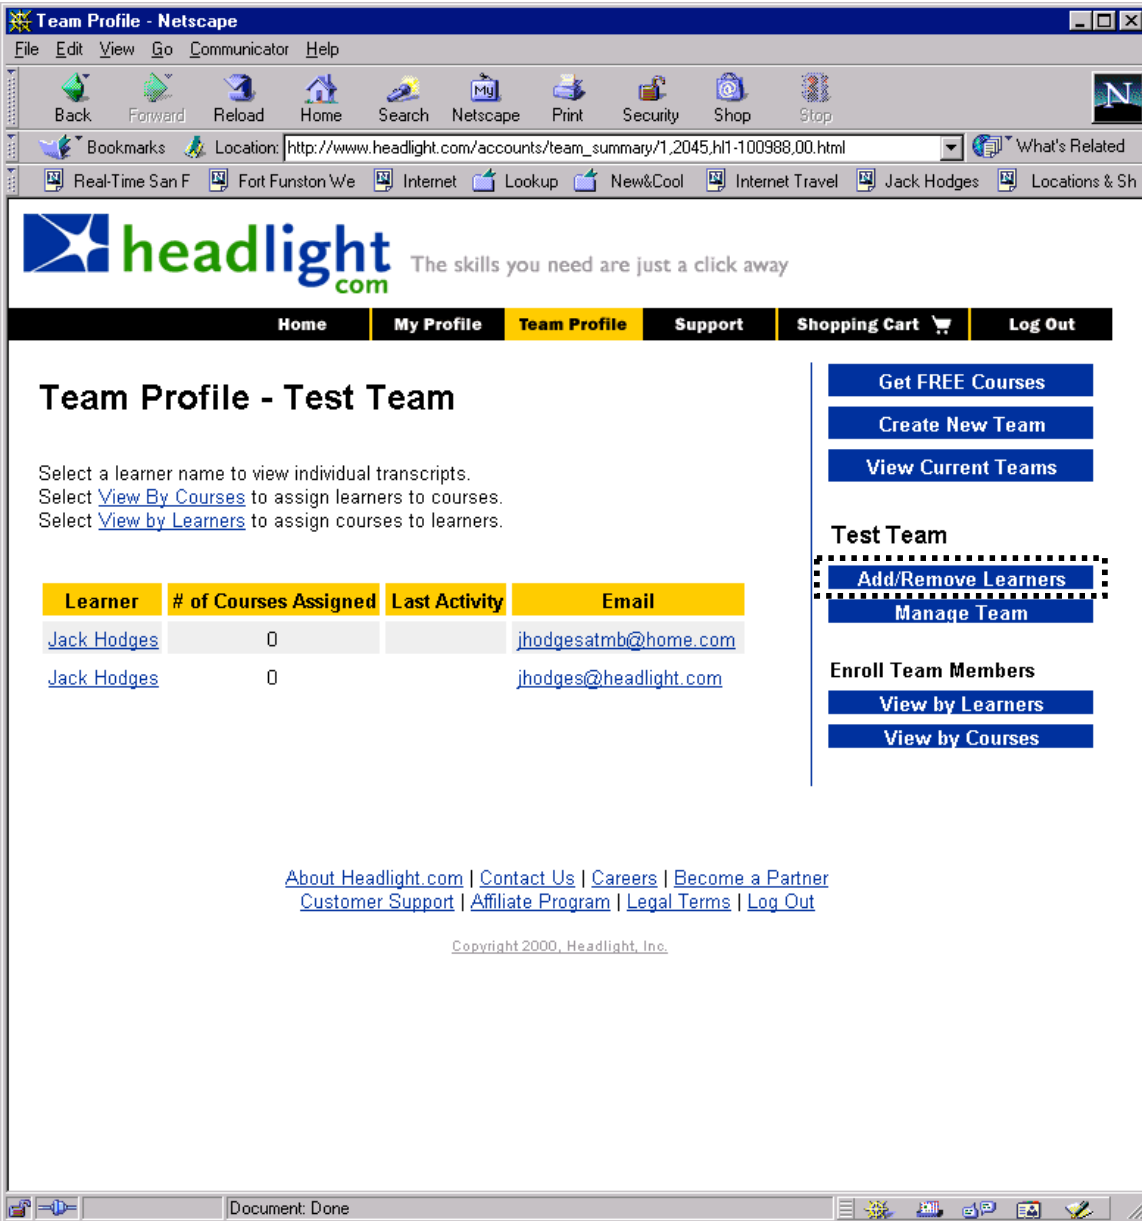 Team Profile - Netscape
File Edit View Go Communicator Help
My
Back Forward Reload Home Search Netscape Print Security Shop Stop
N
Bookmarks Location: http://www.headlight.com/accounts/team_summary/1,2045,hl1-100988,00.html What's Related
Real-Time San F Fort Funston We Internet Lookup New&Cool Internet Travel Jack Hodges Locations & Sh
headlight
com
The skills you need are just a click away
Home My Profile Team Profile Support Shopping Cart Log Out
Team Profile - Test Team
Select a learner name to view individual transcripts.
Select View By Courses to assign learners to courses.
Select View by Learners to assign courses to learners.
Learner # of Courses Assigned Last Activity Email
Jack Hodges 0 jhodgesatmb@home.com
Jack Hodges 0 jhodges@headlight.com
Get FREE Courses
Create New Team
View Current Teams
Test Team
Add/Remove Learners
Manage Team
Enroll Team Members
View by Learners
View by Courses
About Headlight.com | Contact Us | Careers | Become a Partner
Customer Support | Affiliate Program | Legal Terms | Log Out
Copyright 2000, Headlight, Inc.
Document: Done